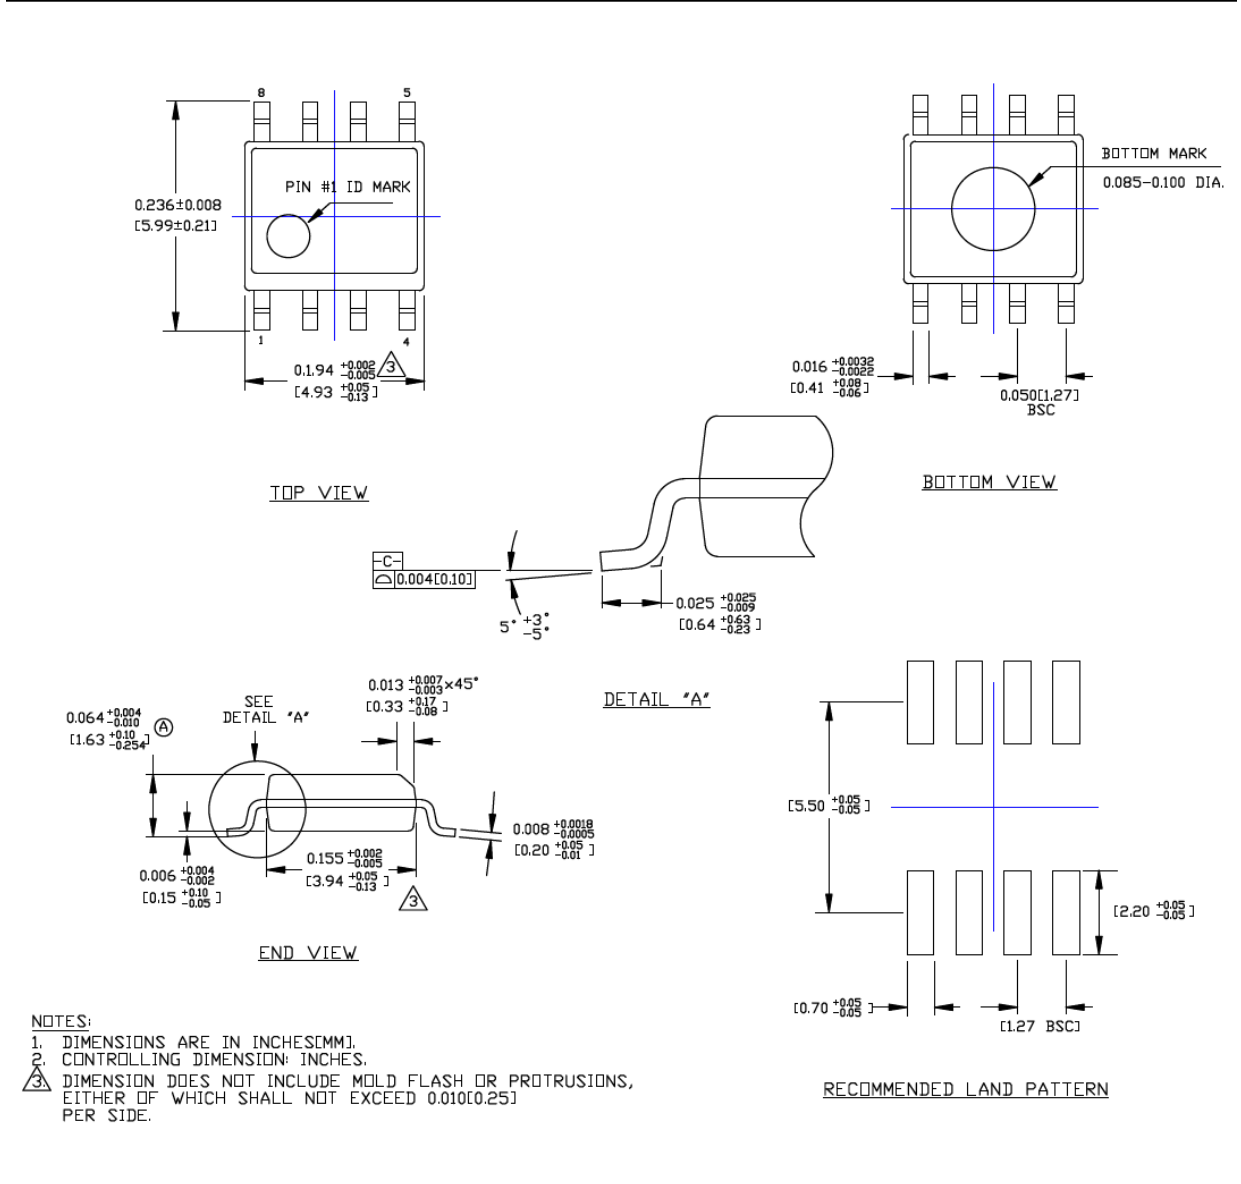 8 5
PIN #1 ID MARK
0.236±0.008
[5.99±0.21]
1 4
0.1.94 +0.002 -0.005 3
[4.93 +0.05 -0.13 ]
TOP VIEW
BOTTOM MARK
0.085-0.100 DIA.
0.016 +0.0032 -0.0022
[0.41 +0.08 -0.06 ]
0.050[1.27]
BSC
BOTTOM VIEW
-C-
0.004[0.10]
5° +3° -5°
0.025 +0.025 -0.009
[0.64 +0.63 -0.23 ]
DETAIL "A"
SEE
DETAIL "A"
0.013 +0.007 -0.003 ×45°
[0.33 +0.17 -0.08 ]
0.064 +0.004 -0.010 A
[1.63 +0.10 -0.254 ]
0.008 +0.0018 -0.0005
[0.20 +0.05 -0.01 ]
0.155 +0.002 -0.005
[3.94 +0.05 -0.13 ]
3
0.006 +0.004 -0.002
[0.15 +0.10 -0.05 ]
END VIEW
[5.50 +0.05 -0.05 ]
[2.20 +0.05 -0.05 ]
[0.70 +0.05 -0.05 ]
[1.27 BSC]
RECOMMENDED LAND PATTERN
NOTES:
1. DIMENSIONS ARE IN INCHES[MM].
2. CONTROLLING DIMENSION: INCHES.
3. DIMENSION DOES NOT INCLUDE MOLD FLASH OR PROTRUSIONS,
EITHER OF WHICH SHALL NOT EXCEED 0.010[0.25]
PER SIDE.